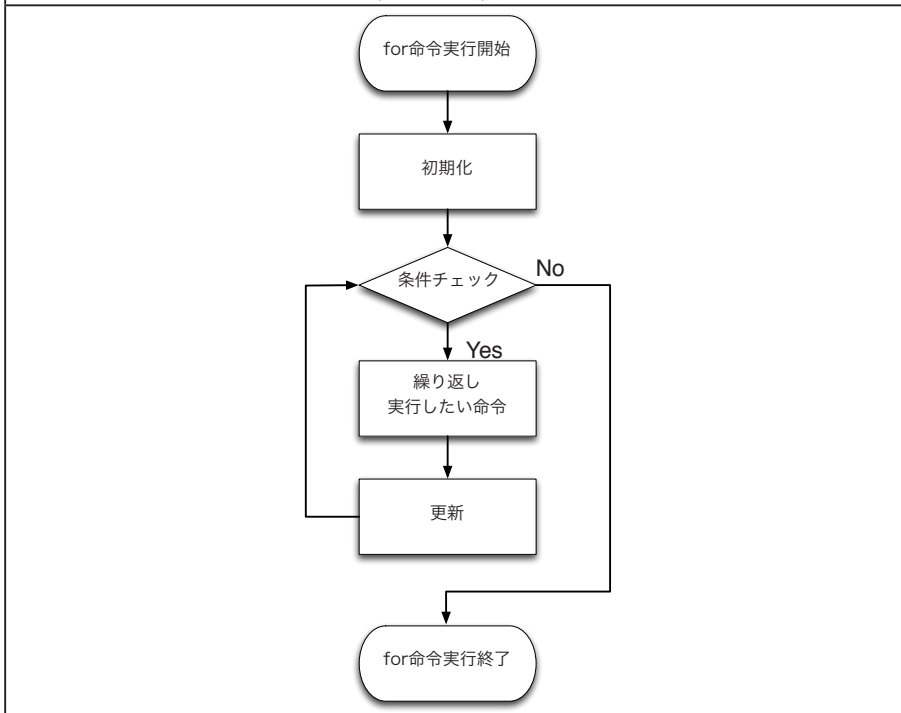 for命令実行開始
初期化
条件チェック
No
Yes
繰り返し
実行したい命令
更新
for命令実行終了